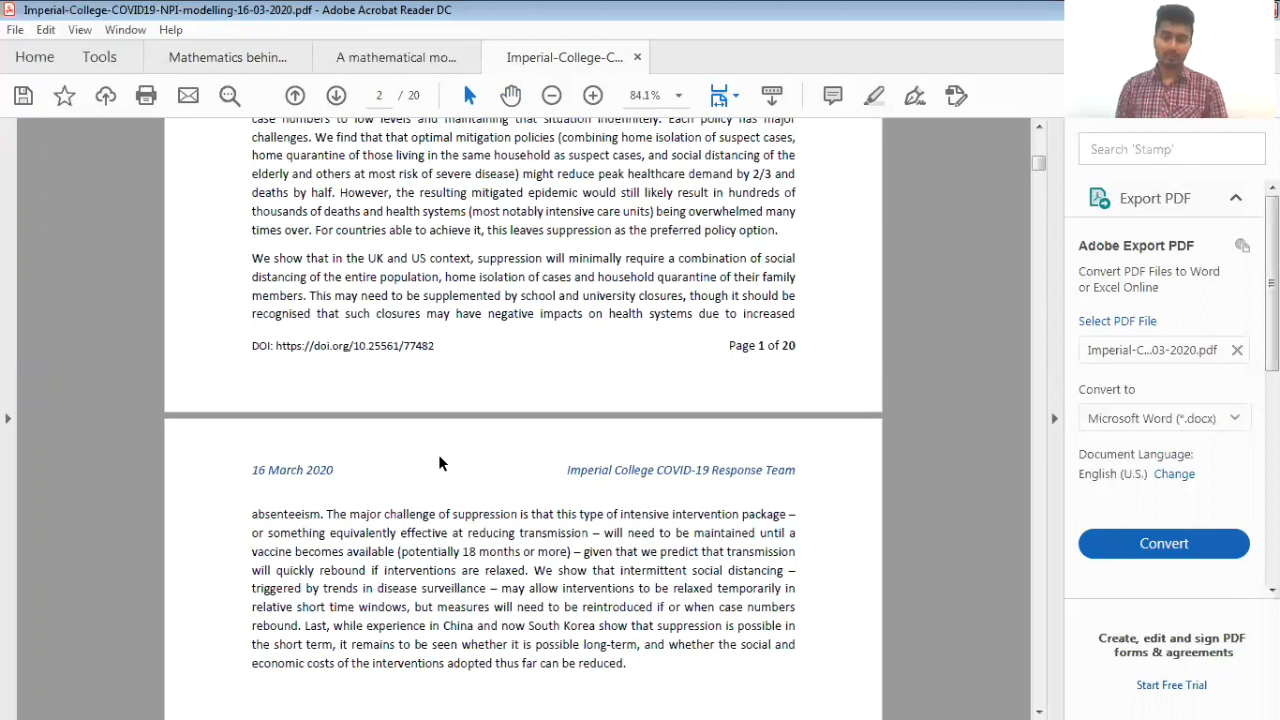 Imperial-College-COVID19-NPI-modelling-16-03-2020.pdf - Adobe Acrobat Reader DC
File Edit View Window Help
Home Tools Mathematics behin... A mathematical mo... Imperial-College-C... ×
2 / 20 84.1%
case numbers to low levels and maintaining that situation indefinitely. Each policy has major
challenges. We find that that optimal mitigation policies (combining home isolation of suspect cases,
home quarantine of those living in the same household as suspect cases, and social distancing of the
elderly and others at most risk of severe disease) might reduce peak healthcare demand by 2/3 and
deaths by half. However, the resulting mitigated epidemic would still likely result in hundreds of
thousands of deaths and health systems (most notably intensive care units) being overwhelmed many
times over. For countries able to achieve it, this leaves suppression as the preferred policy option.
We show that in the UK and US context, suppression will minimally require a combination of social
distancing of the entire population, home isolation of cases and household quarantine of their family
members. This may need to be supplemented by school and university closures, though it should be
recognised that such closures may have negative impacts on health systems due to increased
DOI: https://doi.org/10.25561/77482 Page 1 of 20
16 March 2020 Imperial College COVID-19 Response Team
absenteeism. The major challenge of suppression is that this type of intensive intervention package –
or something equivalently effective at reducing transmission – will need to be maintained until a
vaccine becomes available (potentially 18 months or more) – given that we predict that transmission
will quickly rebound if interventions are relaxed. We show that intermittent social distancing –
triggered by trends in disease surveillance – may allow interventions to be relaxed temporarily in
relative short time windows, but measures will need to be reintroduced if or when case numbers
rebound. Last, while experience in China and now South Korea show that suppression is possible in
the short term, it remains to be seen whether it is possible long-term, and whether the social and
economic costs of the interventions adopted thus far can be reduced.
Search 'Stamp'
Export PDF
Adobe Export PDF
Convert PDF Files to Word
or Excel Online
Select PDF File
Imperial-C...03-2020.pdf
Convert to
Microsoft Word (*.docx)
Document Language:
English (U.S.) Change
Convert
Create, edit and sign PDF
forms & agreements
Start Free Trial